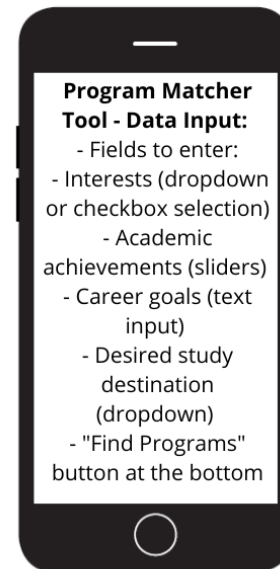 Program Matcher
Tool - Data Input:
- Fields to enter:
- Interests (dropdown
or checkbox selection)
- Academic
achievements (sliders)
- Career goals (text
input)
- Desired study
destination
(dropdown)
- "Find Programs"
button at the bottom